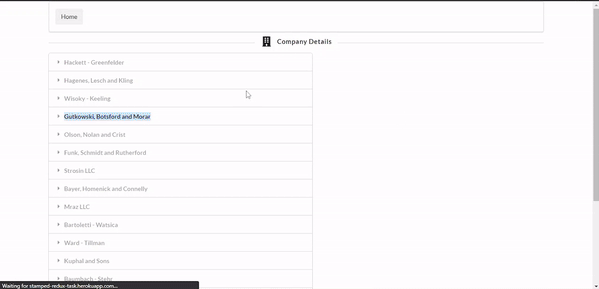 Home
Company Details
Hackett - Greenfelder
Hagenes, Lesch and Kling
Wisoky - Keeling
Gutkowski, Botsford and Morar
Olson, Nolan and Crist
Funk, Schmidt and Rutherford
Strosin LLC
Bayer, Homenick and Connelly
Mraz LLC
Bartoletti - Watsica
Ward - Tillman
Kuphal and Sons
Baumbach - Stehr
Waiting for stamped-redux-task.herokuapp.com...